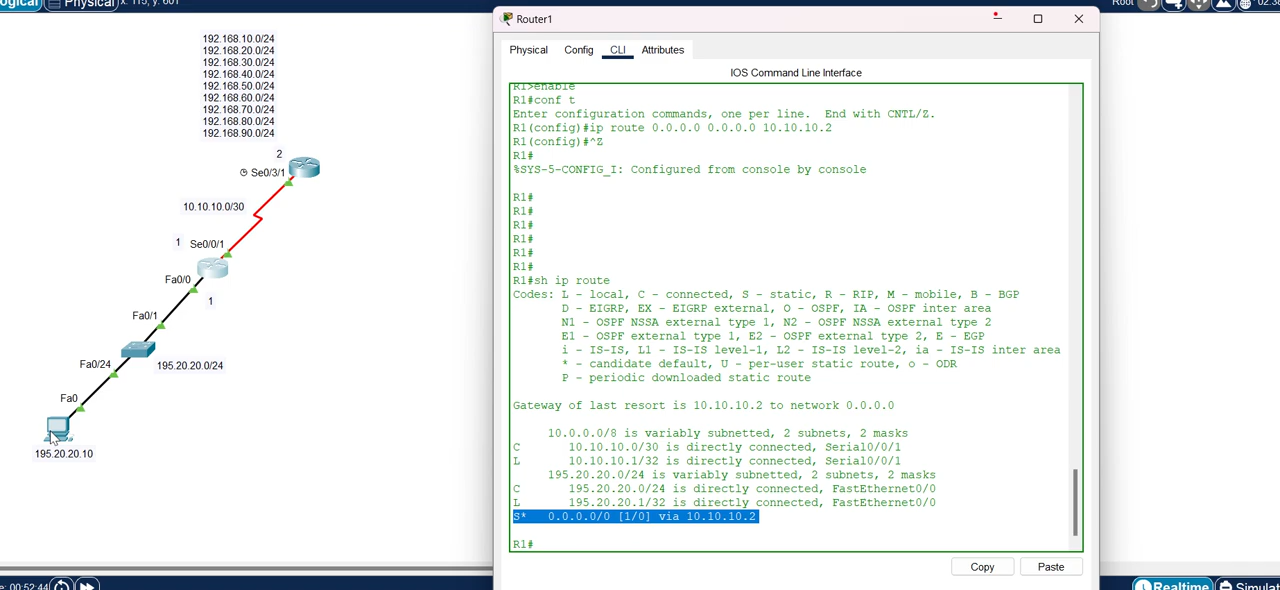 Logical
Physical
x: 115, y: 601
Root
192.168.10.0/24
192.168.20.0/24
192.168.30.0/24
192.168.40.0/24
192.168.50.0/24
192.168.60.0/24
192.168.70.0/24
192.168.80.0/24
192.168.90.0/24
2
Se0/3/1
10.10.10.0/30
1
Se0/0/1
Fa0/0
1
Fa0/1
Fa0/24
195.20.20.0/24
Fa0
195.20.20.10
Router1
Physical
Config
CLI
Attributes
IOS Command Line Interface
R1>enable
R1#conf t
Enter configuration commands, one per line.  End with CNTL/Z.
R1(config)#ip route 0.0.0.0 0.0.0.0 10.10.10.2
R1(config)#^Z
R1#
%SYS-5-CONFIG_I: Configured from console by console
R1#
R1#
R1#
R1#
R1#
R1#
R1#sh ip route
Codes: L - local, C - connected, S - static, R - RIP, M - mobile, B - BGP
D - EIGRP, EX - EIGRP external, O - OSPF, IA - OSPF inter area
N1 - OSPF NSSA external type 1, N2 - OSPF NSSA external type 2
E1 - OSPF external type 1, E2 - OSPF external type 2, E - EGP
i - IS-IS, L1 - IS-IS level-1, L2 - IS-IS level-2, ia - IS-IS inter area
* - candidate default, U - per-user static route, o - ODR
P - periodic downloaded static route
Gateway of last resort is 10.10.10.2 to network 0.0.0.0
10.0.0.0/8 is variably subnetted, 2 subnets, 2 masks
C 10.10.10.0/30 is directly connected, Serial0/0/1
L 10.10.10.1/32 is directly connected, Serial0/0/1
195.20.20.0/24 is variably subnetted, 2 subnets, 2 masks
C 195.20.20.0/24 is directly connected, FastEthernet0/0
L 195.20.20.1/32 is directly connected, FastEthernet0/0
S* 0.0.0.0/0 [1/0] via 10.10.10.2
R1#
Copy
Paste
00:52:44
Realtime